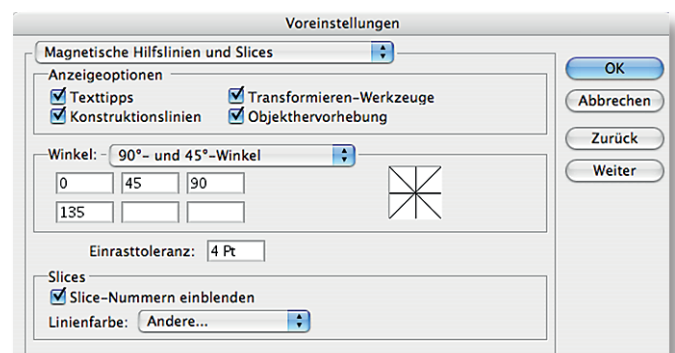 Voreinstellungen
Magnetische Hilfslinien und Slices
Anzeigeoptionen
Texttipps
Transformieren-Werkzeuge
Konstruktionslinien
Objekthervorhebung
Winkel:
90°- und 45°-Winkel
0
45
90
135
Einrasttoleranz: 4 Pt
Slices
Slice-Nummern einblenden
Linienfarbe: Andere...
OK
Abbrechen
Zurück
Weiter